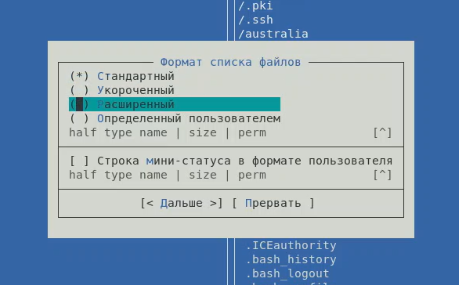 /.pki
/.ssh
/australia
Формат списка файлов
(*) Стандартный
( ) Укороченный
( ) Расширенный
( ) Определенный пользователем
half type name | size | perm [^]
[ ] Строка мини-статуса в формате пользователя
half type name | size | perm [^]
[< Дальше >] [ Прервать ]
.ICEauthority
.bash_history
.bash_logout